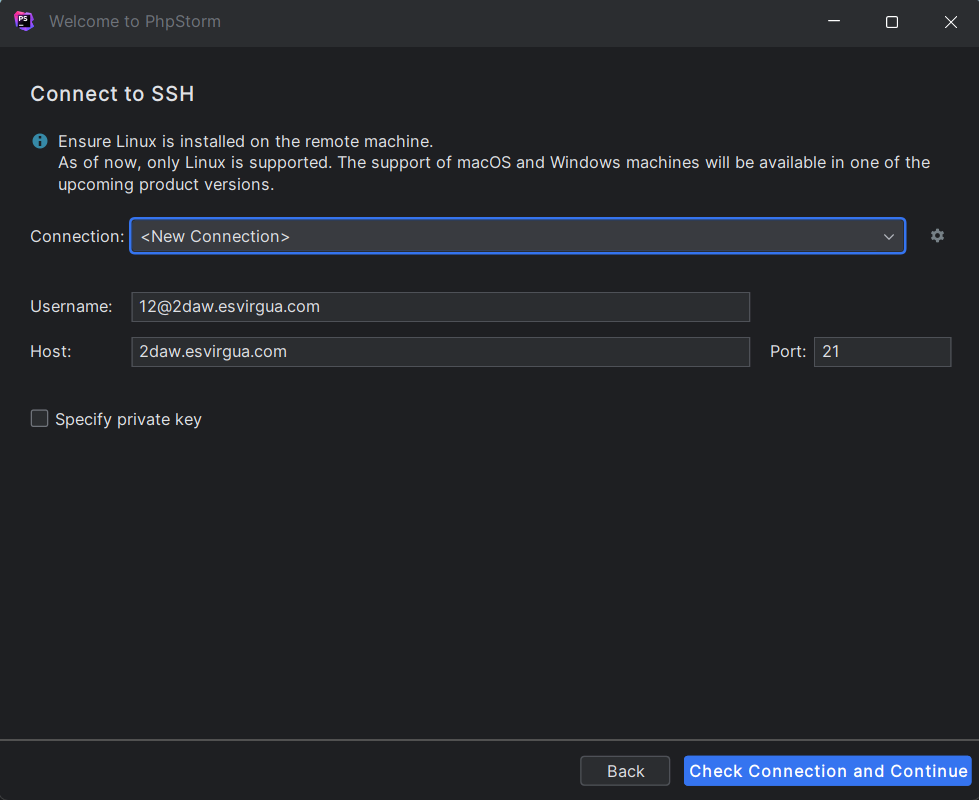 PS
Welcome to PhpStorm
Connect to SSH
Ensure Linux is installed on the remote machine.
As of now, only Linux is supported. The support of macOS and Windows machines will be available in one of the
upcoming product versions.
Connection: <New Connection>
Username: 12@2daw.esvirgua.com
Host: 2daw.esvirgua.com Port: 21
Specify private key
Back Check Connection and Continue